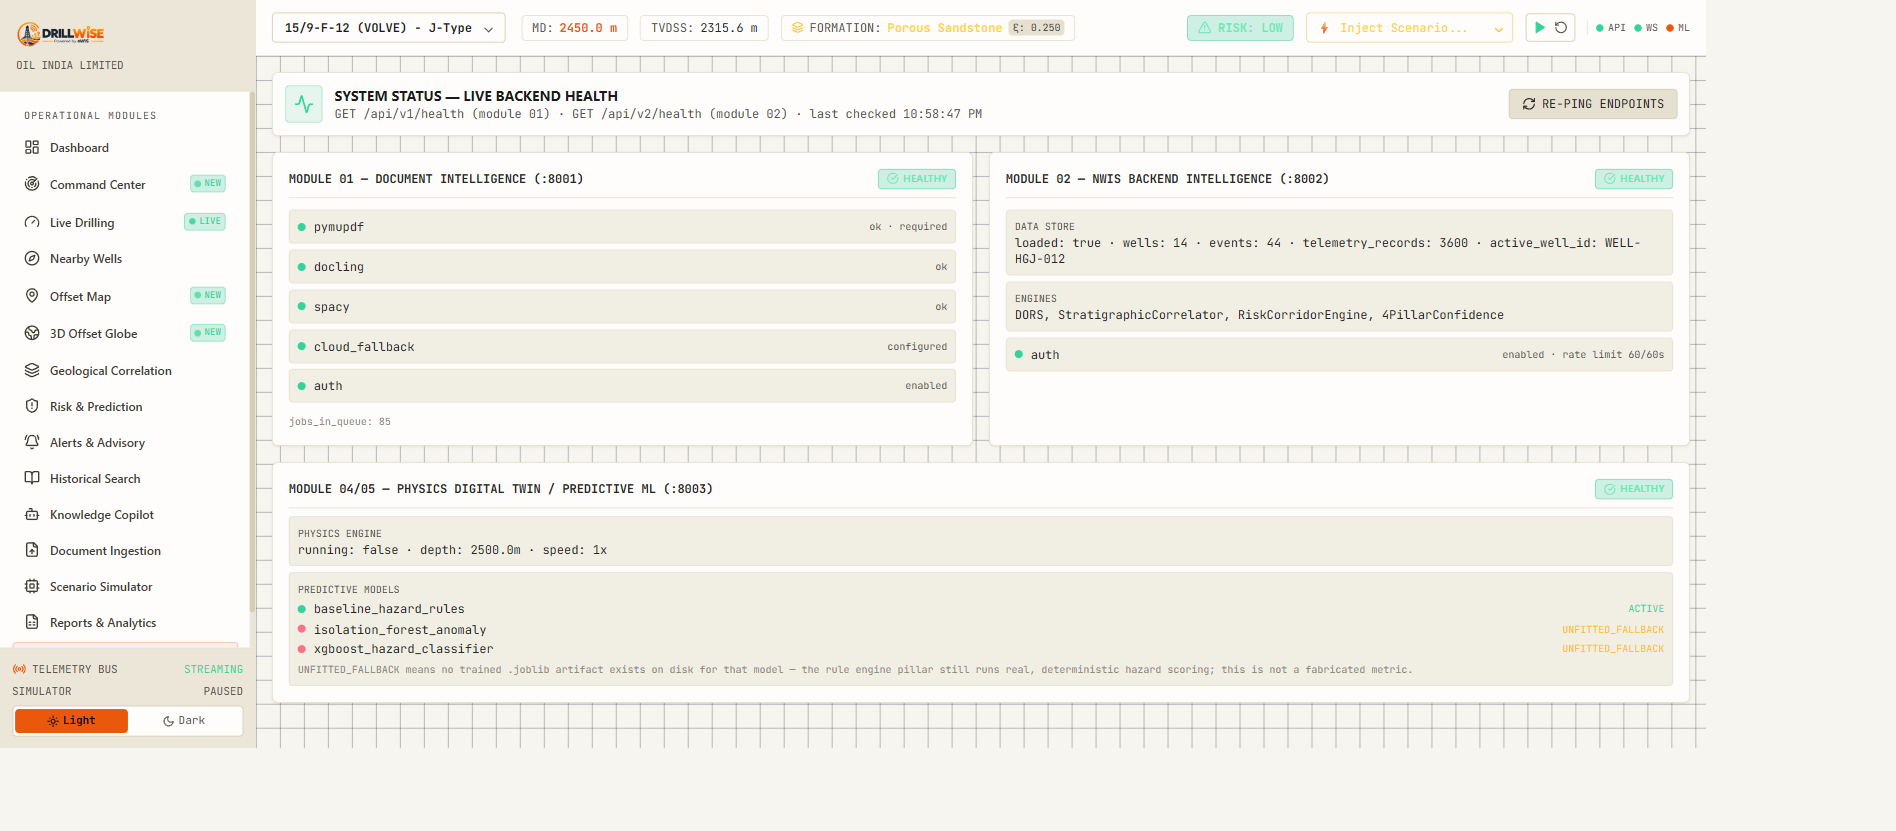 DRILLWISE
Powered by eNWIS
OIL INDIA LIMITED
OPERATIONAL MODULES
Dashboard
Command Center NEW
Live Drilling LIVE
Nearby Wells
Offset Map NEW
3D Offset Globe NEW
Geological Correlation
Risk & Prediction
Alerts & Advisory
Historical Search
Knowledge Copilot
Document Ingestion
Scenario Simulator
Reports & Analytics
TELEMETRY BUS STREAMING
SIMULATOR PAUSED
Light Dark
15/9-F-12 (VOLVE) - J-Type MD: 2450.0 m TVDSS: 2315.6 m FORMATION: Porous Sandstone ξ: 0.250 RISK: LOW Inject Scenario... API WS ML
SYSTEM STATUS — LIVE BACKEND HEALTH
GET /api/v1/health (module 01) · GET /api/v2/health (module 02) · last checked 10:58:47 PM
RE-PING ENDPOINTS
MODULE 01 — DOCUMENT INTELLIGENCE (:8001) HEALTHY
pymupdf ok · required
docling ok
spacy ok
cloud_fallback configured
auth enabled
jobs_in_queue: 85
MODULE 02 — NWIS BACKEND INTELLIGENCE (:8002) HEALTHY
DATA STORE
loaded: true · wells: 14 · events: 44 · telemetry_records: 3600 · active_well_id: WELL-
HGJ-012
ENGINES
DORS, StratigraphicCorrelator, RiskCorridorEngine, 4PillarConfidence
auth enabled · rate limit 60/60s
MODULE 04/05 — PHYSICS DIGITAL TWIN / PREDICTIVE ML (:8003) HEALTHY
PHYSICS ENGINE
running: false · depth: 2500.0m · speed: 1x
PREDICTIVE MODELS
baseline_hazard_rules ACTIVE
isolation_forest_anomaly UNFITTED_FALLBACK
xgboost_hazard_classifier UNFITTED_FALLBACK
UNFITTED_FALLBACK means no trained .joblib artifact exists on disk for that model — the rule engine pillar still runs real, deterministic hazard scoring; this is not a fabricated metric.